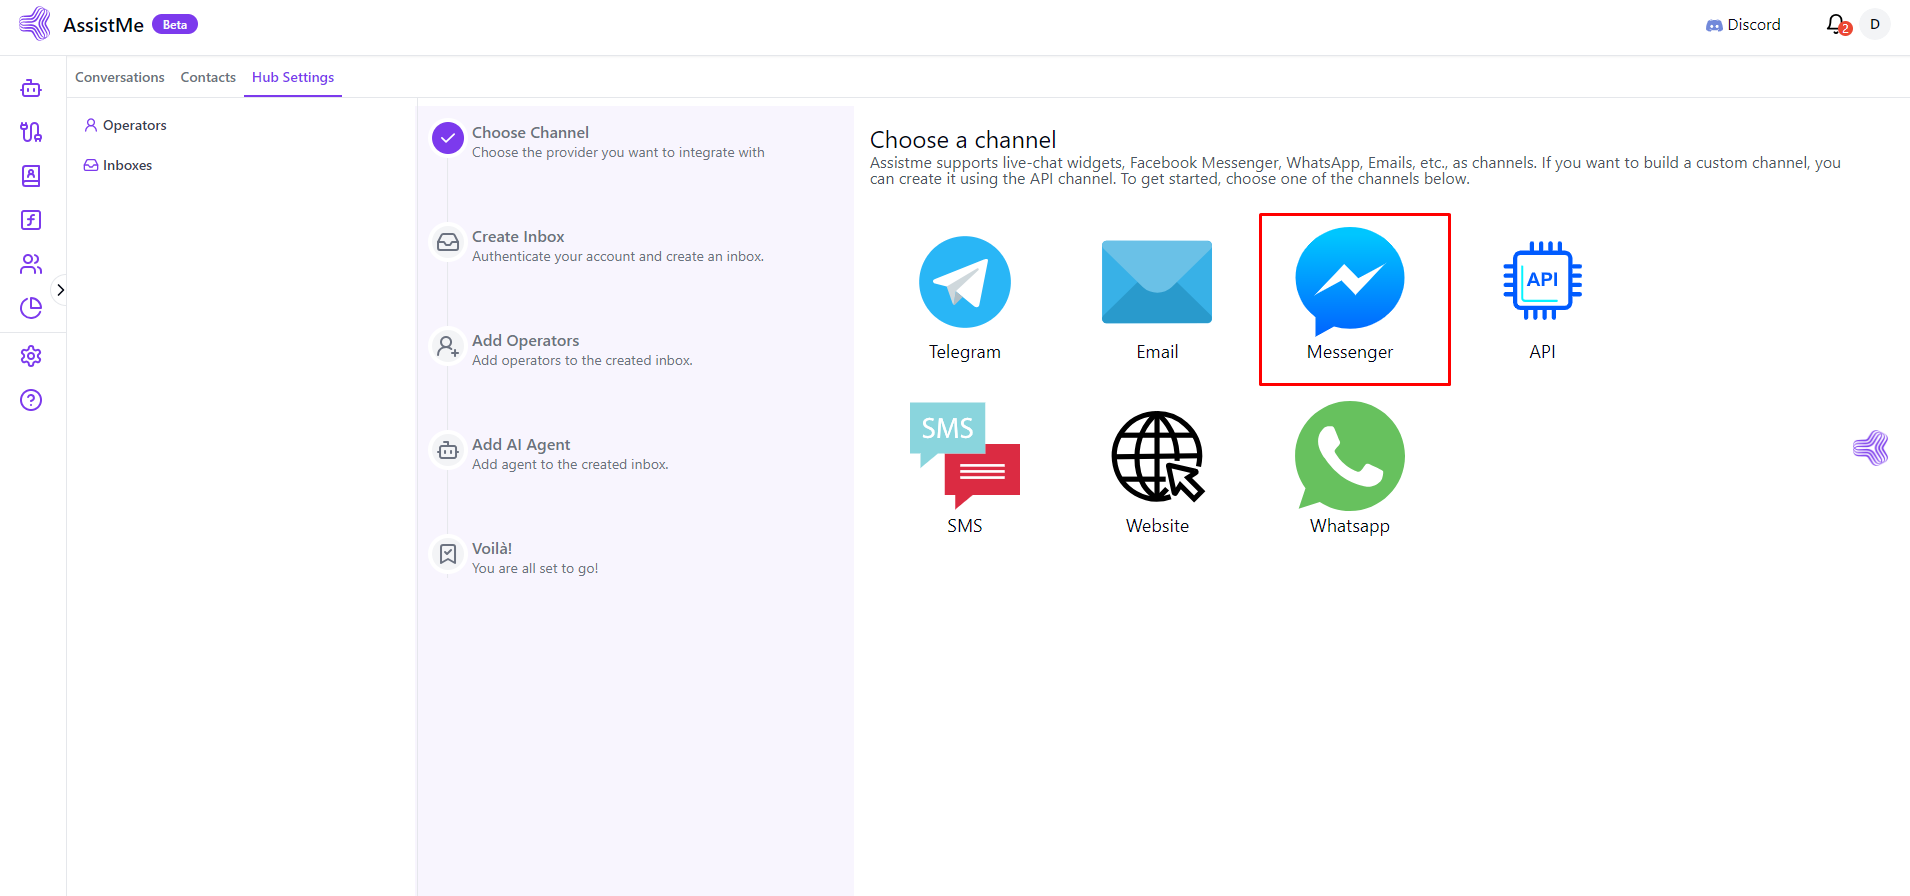 AssistMe Beta
Discord
2
D
Conversations Contacts Hub Settings
Operators
Inboxes
Choose Channel
Choose the provider you want to integrate with
Create Inbox
Authenticate your account and create an inbox.
Add Operators
Add operators to the created inbox.
Add AI Agent
Add agent to the created inbox.
Voilà!
You are all set to go!
Choose a channel
Assistme supports live-chat widgets, Facebook Messenger, WhatsApp, Emails, etc., as channels. If you want to build a custom channel, you
can create it using the API channel. To get started, choose one of the channels below.
API
Telegram Email Messenger API
SMS
SMS Website Whatsapp